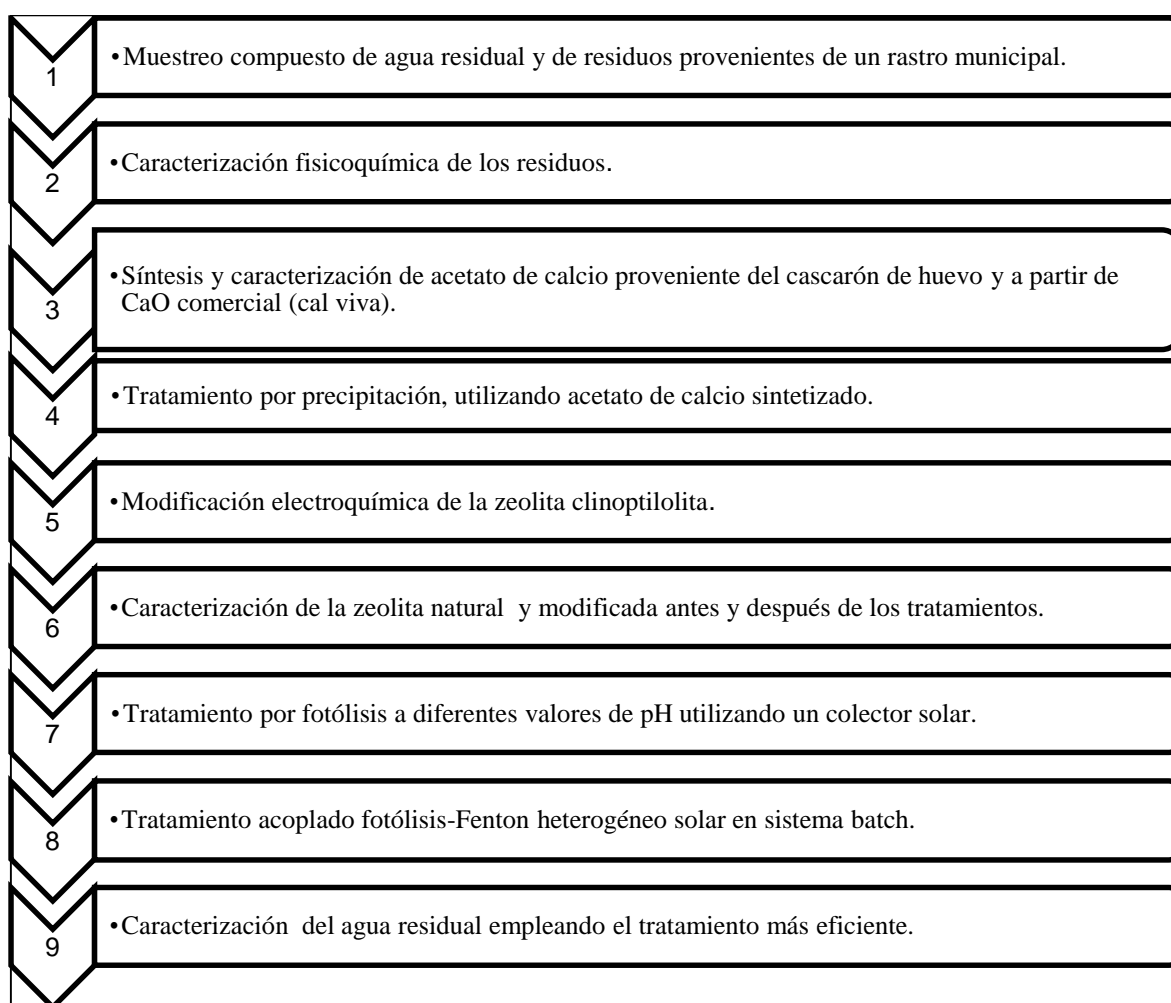 1
•Muestreo compuesto de agua residual y de residuos provenientes de un rastro municipal.
2
•Caracterización fisicoquímica de los residuos.
3
•Síntesis y caracterización de acetato de calcio proveniente del cascarón de huevo y a partir de
CaO comercial (cal viva).
4
•Tratamiento por precipitación, utilizando acetato de calcio sintetizado.
5
•Modificación electroquímica de la zeolita clinoptilolita.
6
•Caracterización de la zeolita natural y modificada antes y después de los tratamientos.
7
•Tratamiento por fotólisis a diferentes valores de pH utilizando un colector solar.
8
•Tratamiento acoplado fotólisis-Fenton heterogéneo solar en sistema batch.
9
•Caracterización del agua residual empleando el tratamiento más eficiente.